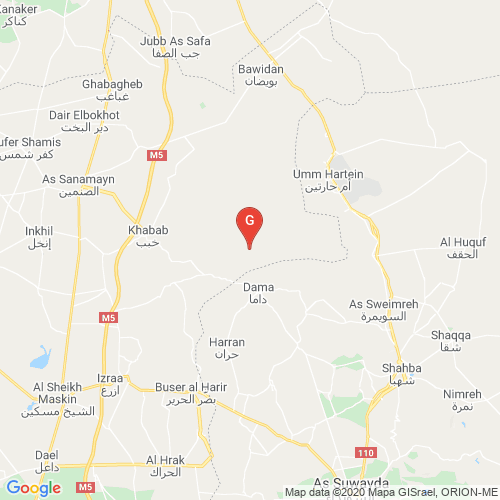 Kanaker
كناكر
Jubb As Safa
جب الصفا
Bawidan
بويضان
Ghabagheb
غباغب
Dair Elbokhot
دير البخت
ufer Shamis
كفر شمس
M5
As Sanamayn
الصنمين
Umm Hartein
أم حارتين
G
Inkhil
إنخل
Khabab
خبب
Al Huquf
الحقف
Dama
داما
As Sweimreh
السويمرة
M5
Harran
حران
Shaqqa
شقا
Izraa
ازرع
Shahba
شهبا
Al Sheikh
Maskin
الشيخ مسكين
Buser al Harir
بصر الحرير
Nimreh
نمرة
Dael
داعل
Al Hrak
الحراك
110
M5
As Suwayda
Google
Map data ©2020 Mapa GISrael, ORION-ME